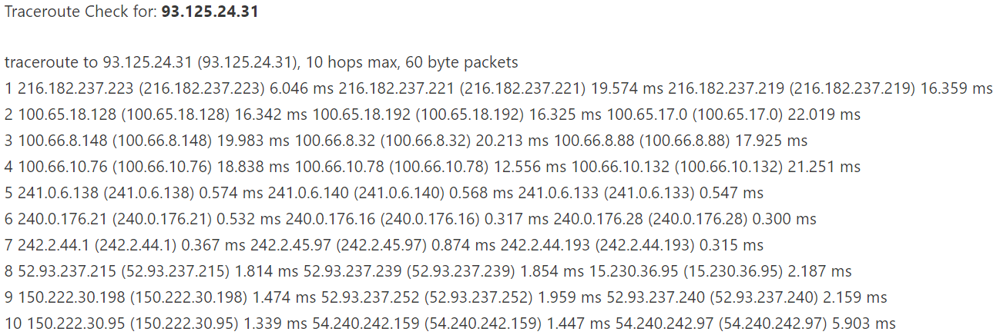 Traceroute Check for: 93.125.24.31
traceroute to 93.125.24.31 (93.125.24.31), 10 hops max, 60 byte packets
1 216.182.237.223 (216.182.237.223) 6.046 ms 216.182.237.221 (216.182.237.221) 19.574 ms 216.182.237.219 (216.182.237.219) 16.359 ms
2 100.65.18.128 (100.65.18.128) 16.342 ms 100.65.18.192 (100.65.18.192) 16.325 ms 100.65.17.0 (100.65.17.0) 22.019 ms
3 100.66.8.148 (100.66.8.148) 19.983 ms 100.66.8.32 (100.66.8.32) 20.213 ms 100.66.8.88 (100.66.8.88) 17.925 ms
4 100.66.10.76 (100.66.10.76) 18.838 ms 100.66.10.78 (100.66.10.78) 12.556 ms 100.66.10.132 (100.66.10.132) 21.251 ms
5 241.0.6.138 (241.0.6.138) 0.574 ms 241.0.6.140 (241.0.6.140) 0.568 ms 241.0.6.133 (241.0.6.133) 0.547 ms
6 240.0.176.21 (240.0.176.21) 0.532 ms 240.0.176.16 (240.0.176.16) 0.317 ms 240.0.176.28 (240.0.176.28) 0.300 ms
7 242.2.44.1 (242.2.44.1) 0.367 ms 242.2.45.97 (242.2.45.97) 0.874 ms 242.2.44.193 (242.2.44.193) 0.315 ms
8 52.93.237.215 (52.93.237.215) 1.814 ms 52.93.237.239 (52.93.237.239) 1.854 ms 15.230.36.95 (15.230.36.95) 2.187 ms
9 150.222.30.198 (150.222.30.198) 1.474 ms 52.93.237.252 (52.93.237.252) 1.959 ms 52.93.237.240 (52.93.237.240) 2.159 ms
10 150.222.30.95 (150.222.30.95) 1.339 ms 54.240.242.159 (54.240.242.159) 1.447 ms 54.240.242.97 (54.240.242.97) 5.903 ms